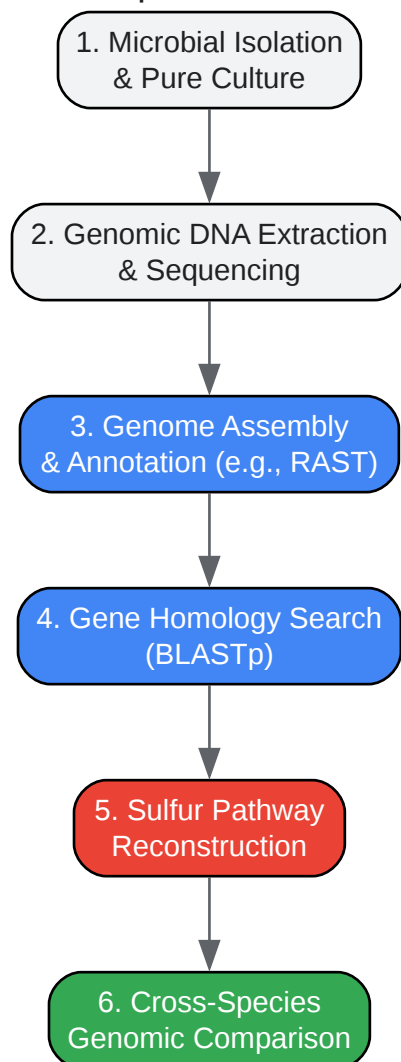 1. Microbial Isolation
& Pure Culture
2. Genomic DNA Extraction
& Sequencing
3. Genome Assembly
& Annotation (e.g., RAST)
4. Gene Homology Search
(BLASTp)
5. Sulfur Pathway
Reconstruction
6. Cross-Species
Genomic Comparison